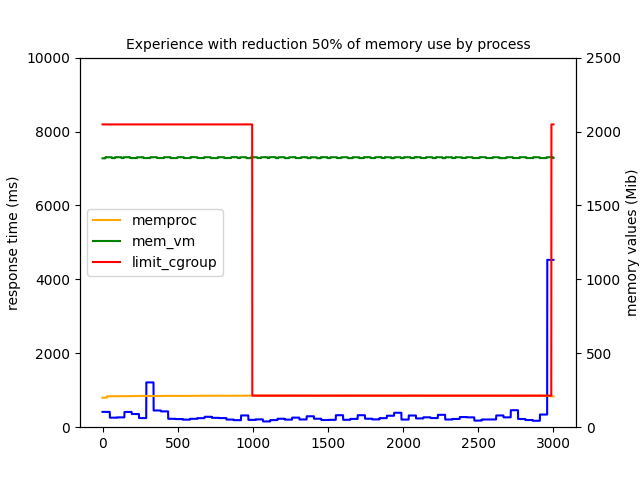 Experience with reduction 50% of memory use by process
10000
8000
6000
4000
2000
0
response time (ms)
2500
2000
1500
1000
500
0
memory values (Mib)
memproc
mem_vm
limit_cgroup
0 500 1000 1500 2000 2500 3000